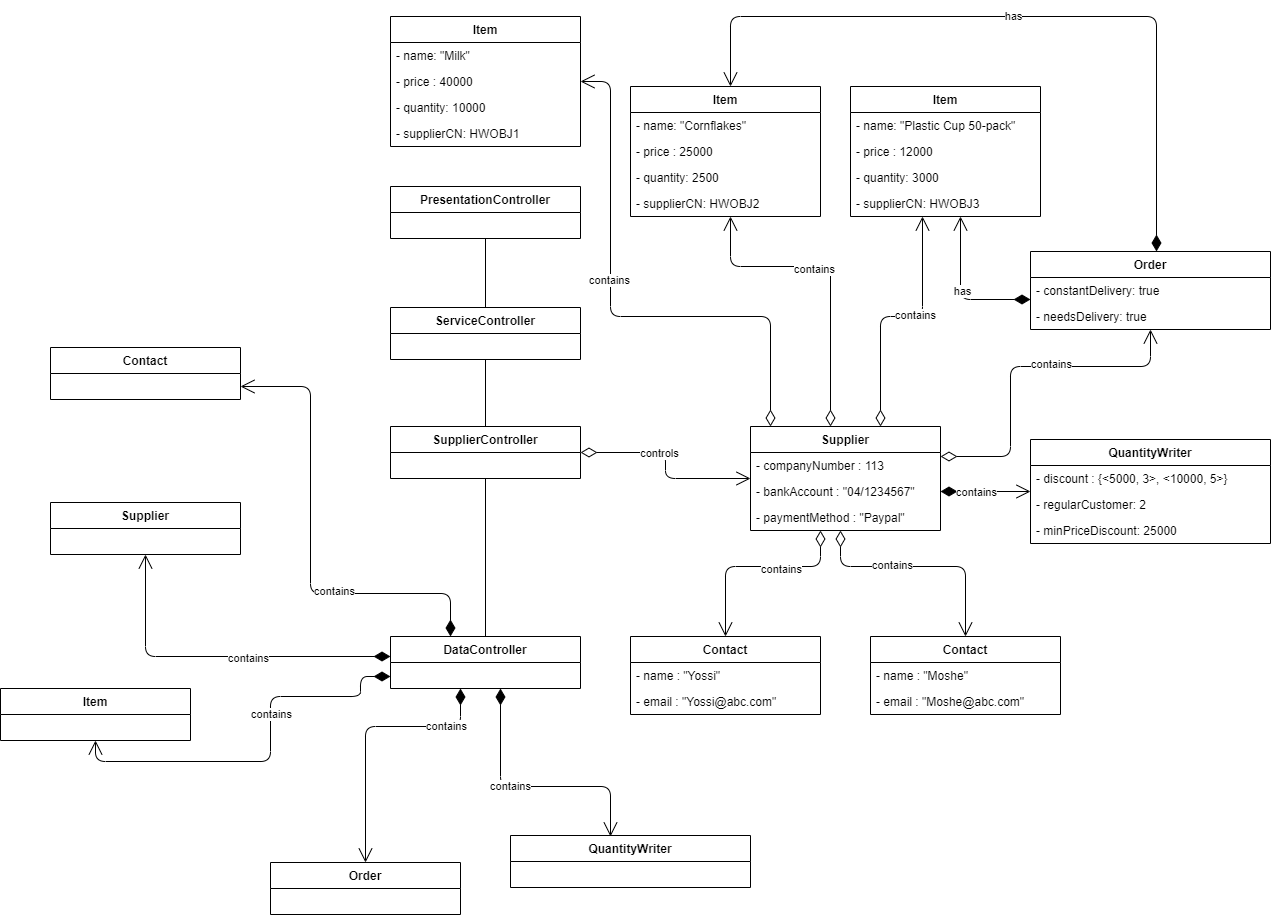 has
Item
- name: "Milk"
- price : 40000
- quantity: 10000
- supplierCN: HWOBJ1
Item
- name: "Cornflakes"
- price : 25000
- quantity: 2500
- supplierCN: HWOBJ2
Item
- name: "Plastic Cup 50-pack"
- price : 12000
- quantity: 3000
- supplierCN: HWOBJ3
PresentationController
Order
- constantDelivery: true
- needsDelivery: true
contains
contains
has
contains
contains
ServiceController
Contact
SupplierController
controls
Supplier
- companyNumber : 113
- bankAccount : "04/1234567"
- paymentMethod : "Paypal"
contains
QuantityWriter
- discount : {<5000, 3>, <10000, 5>}
- regularCustomer: 2
- minPriceDiscount: 25000
Supplier
contains
contains
contains
contains
DataController
Contact
- name : "Yossi"
- email : "Yossi@abc.com"
Contact
- name : "Moshe"
- email : "Moshe@abc.com"
Item
contains
contains
contains
QuantityWriter
Order